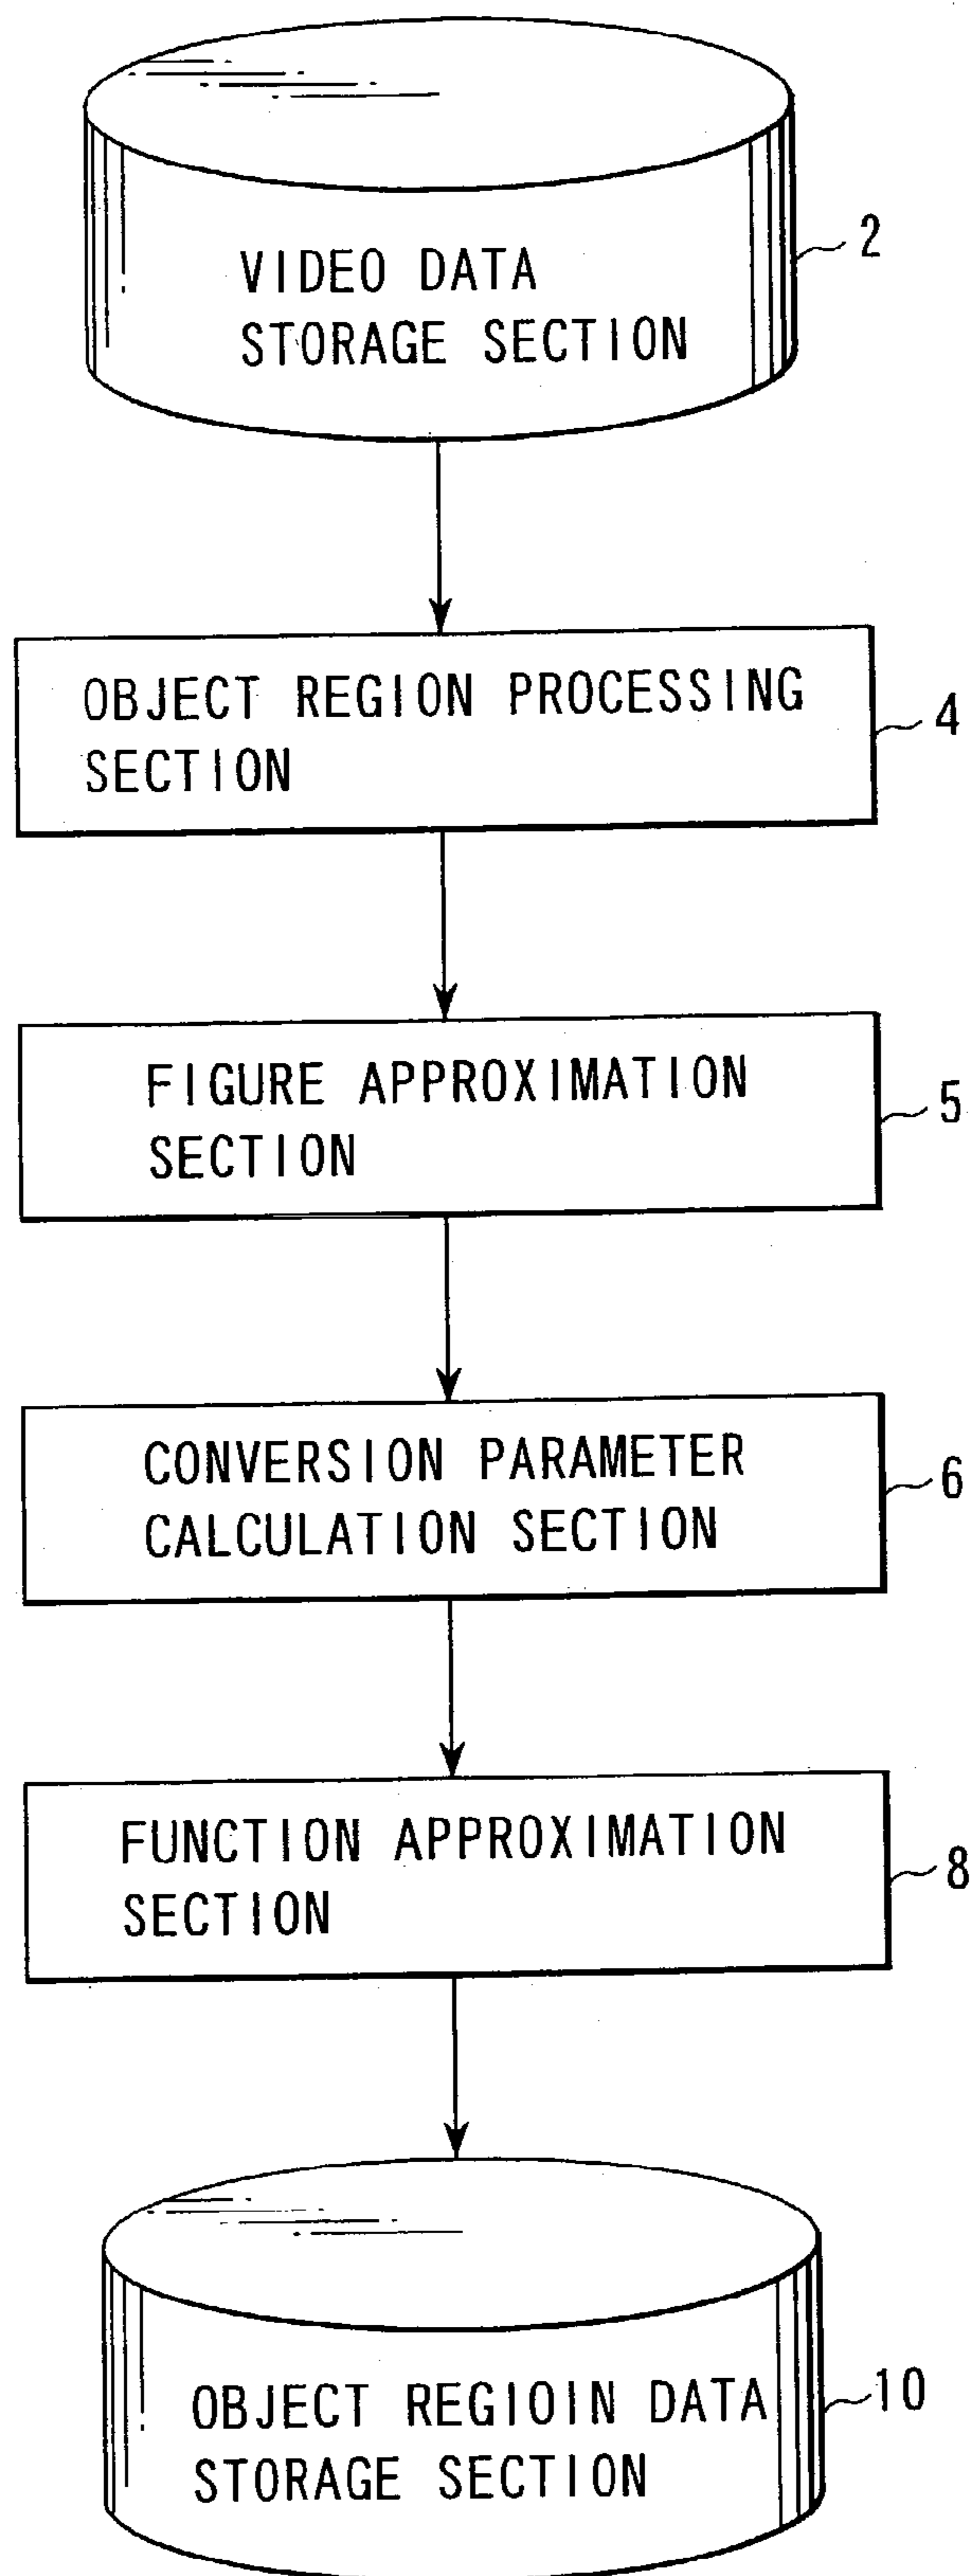 VIDEO DATA
STORAGE SECTION
2
OBJECT REGION PROCESSING
SECTION
4
FIGURE APPROXIMATION
SECTION
5
CONVERSION PARAMETER
CALCULATION SECTION
6
FUNCTION APPROXIMATION
SECTION
8
OBJECT REGIOIN DATA
STORAGE SECTION
10